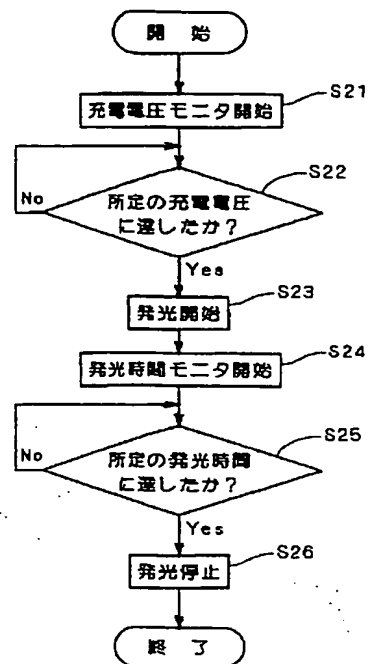 開 始
S21
充電電圧モニタ開始
S22
所定の充電電圧
に達したか？
No
Yes
S23
発光開始
S24
発光時間モニタ開始
S25
所定の発光時間
に達したか？
No
Yes
S26
発光停止
終 了